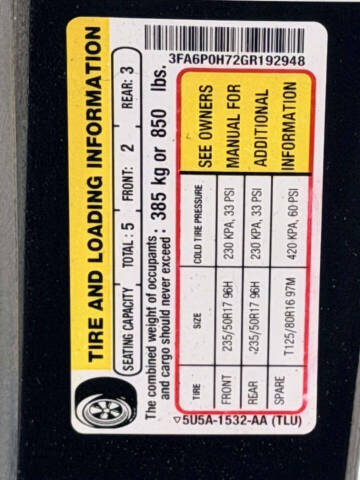 3FA6P0H72GR192948
TIRE AND LOADING INFORMATION
SEATING CAPACITY TOTAL : 5 FRONT: 2 REAR: 3
The combined weight of occupants
and cargo should never exceed : 385 kg or 850 lbs.
TIRE SIZE COLD TIRE PRESSURE
FRONT 235/50R17 96H 230 KPA, 33 PSI
REAR 235/50R17 96H 230 KPA, 33 PSI
SPARE T125/80R16 97M 420 KPA, 60 PSI
SEE OWNERS
MANUAL FOR
ADDITIONAL
INFORMATION
▽5U5A-1532-AA (TLU)